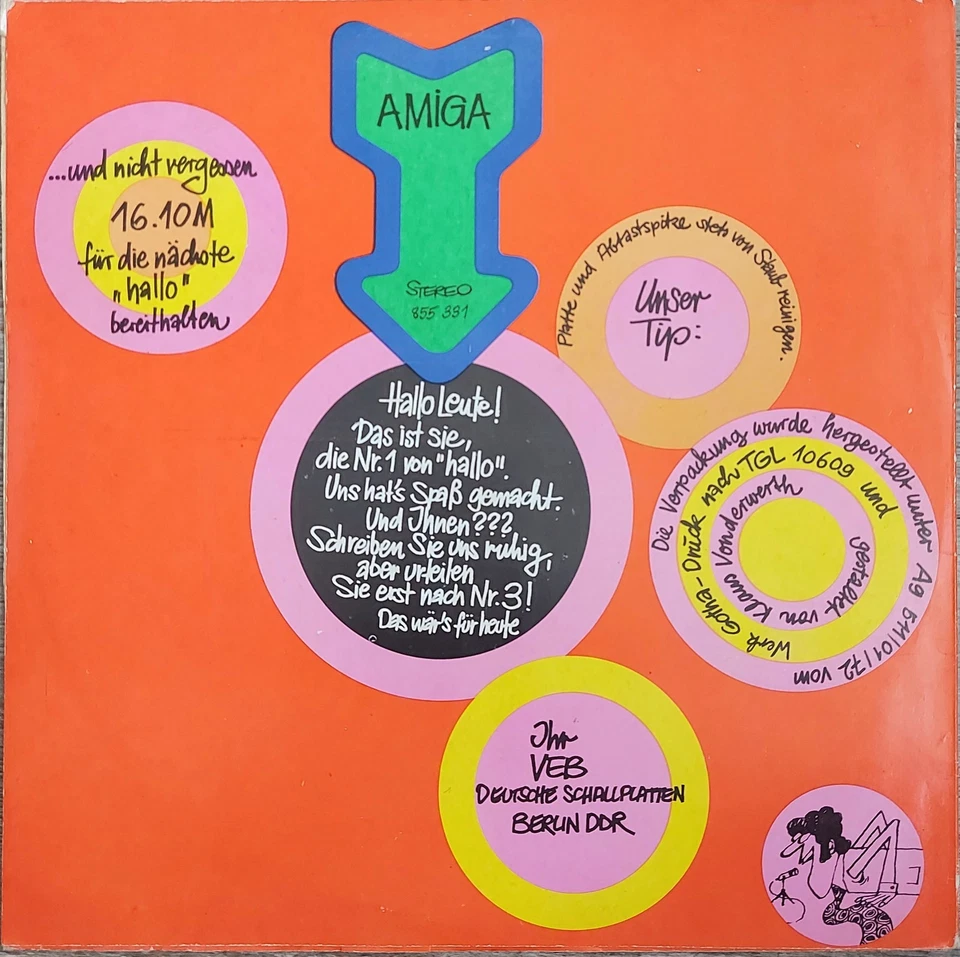 AMiGA
STEREO
855 331
...und nicht vergessen
16.10M
für die nächste
„hallo"
bereithalten
Unser
Tip:
Platte und Abtastspitze stets von Staub reinigen.
Hallo Leute!
Das ist sie,
die Nr.1 von "hallo".
Uns hat's Spaß gemacht.
Und Ihnen???
Schreiben Sie uns ruhig,
aber urteilen
Sie erst nach Nr.3!
Das wär's für heute
Die Verpackung wurde hergestellt unter Ag 511/01/72 vom
Werk Gotha-Druck nach TGL 10609 und
gestaltet von Klaus Vonderwerth
Ihr
VEB
DEUTSCHE SCHALLPLATTEN
BERLIN DDR